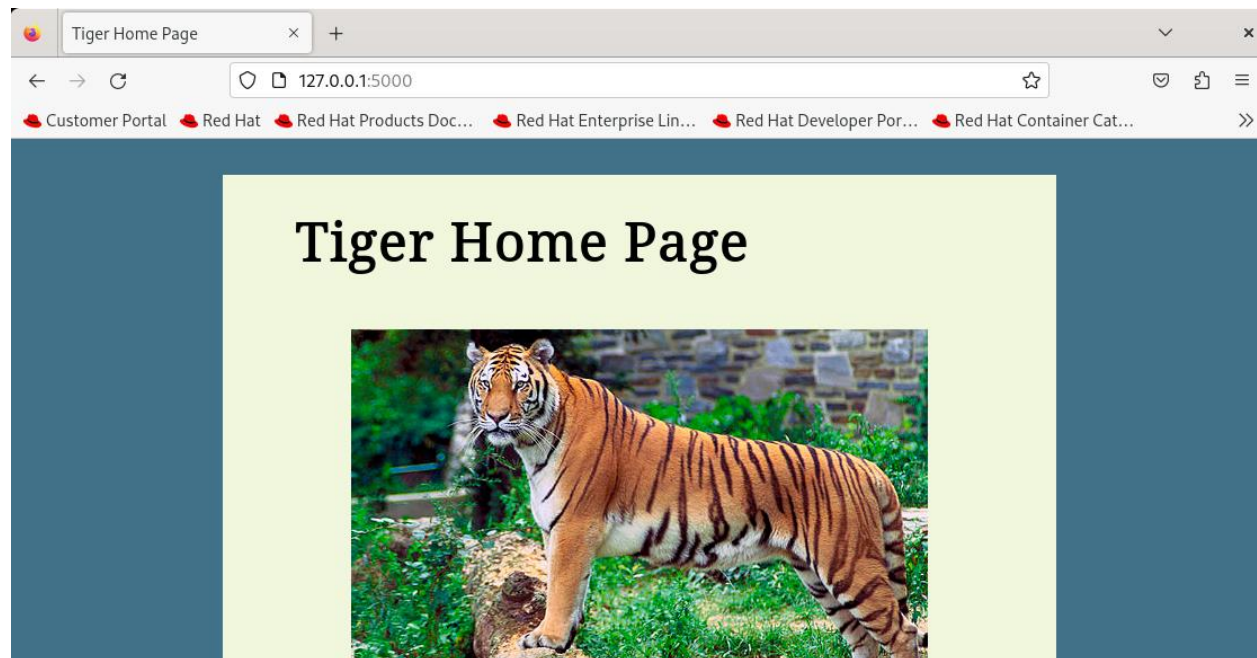 Tiger Home Page
127.0.0.1:5000
Customer Portal Red Hat Red Hat Products Doc... Red Hat Enterprise Lin... Red Hat Developer Por... Red Hat Container Cat...
Tiger Home Page